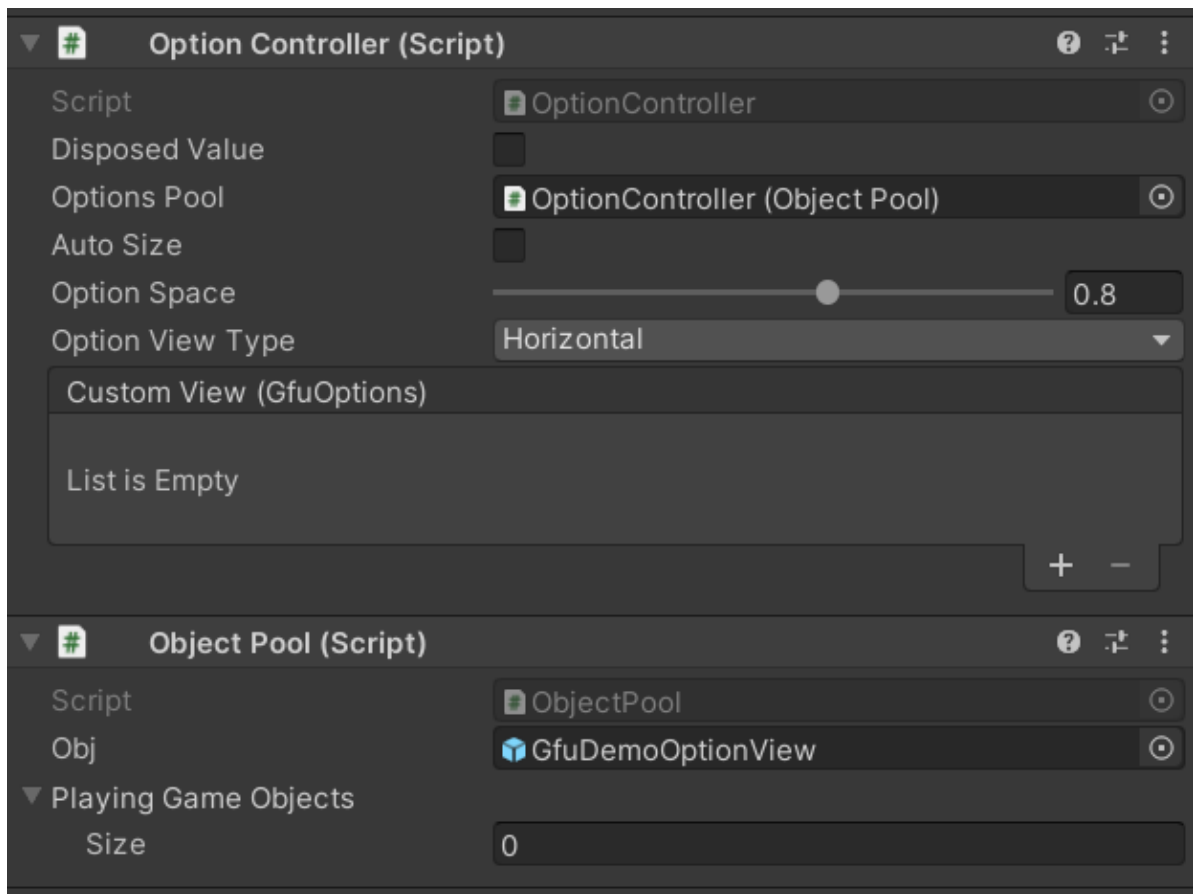 Option Controller (Script)
Script OptionController
Disposed Value
Options Pool OptionController (Object Pool)
Auto Size
Option Space 0.8
Option View Type Horizontal
Custom View (GfuOptions)
List is Empty
Object Pool (Script)
Script ObjectPool
Obj GfuDemoOptionView
Playing Game Objects
Size 0